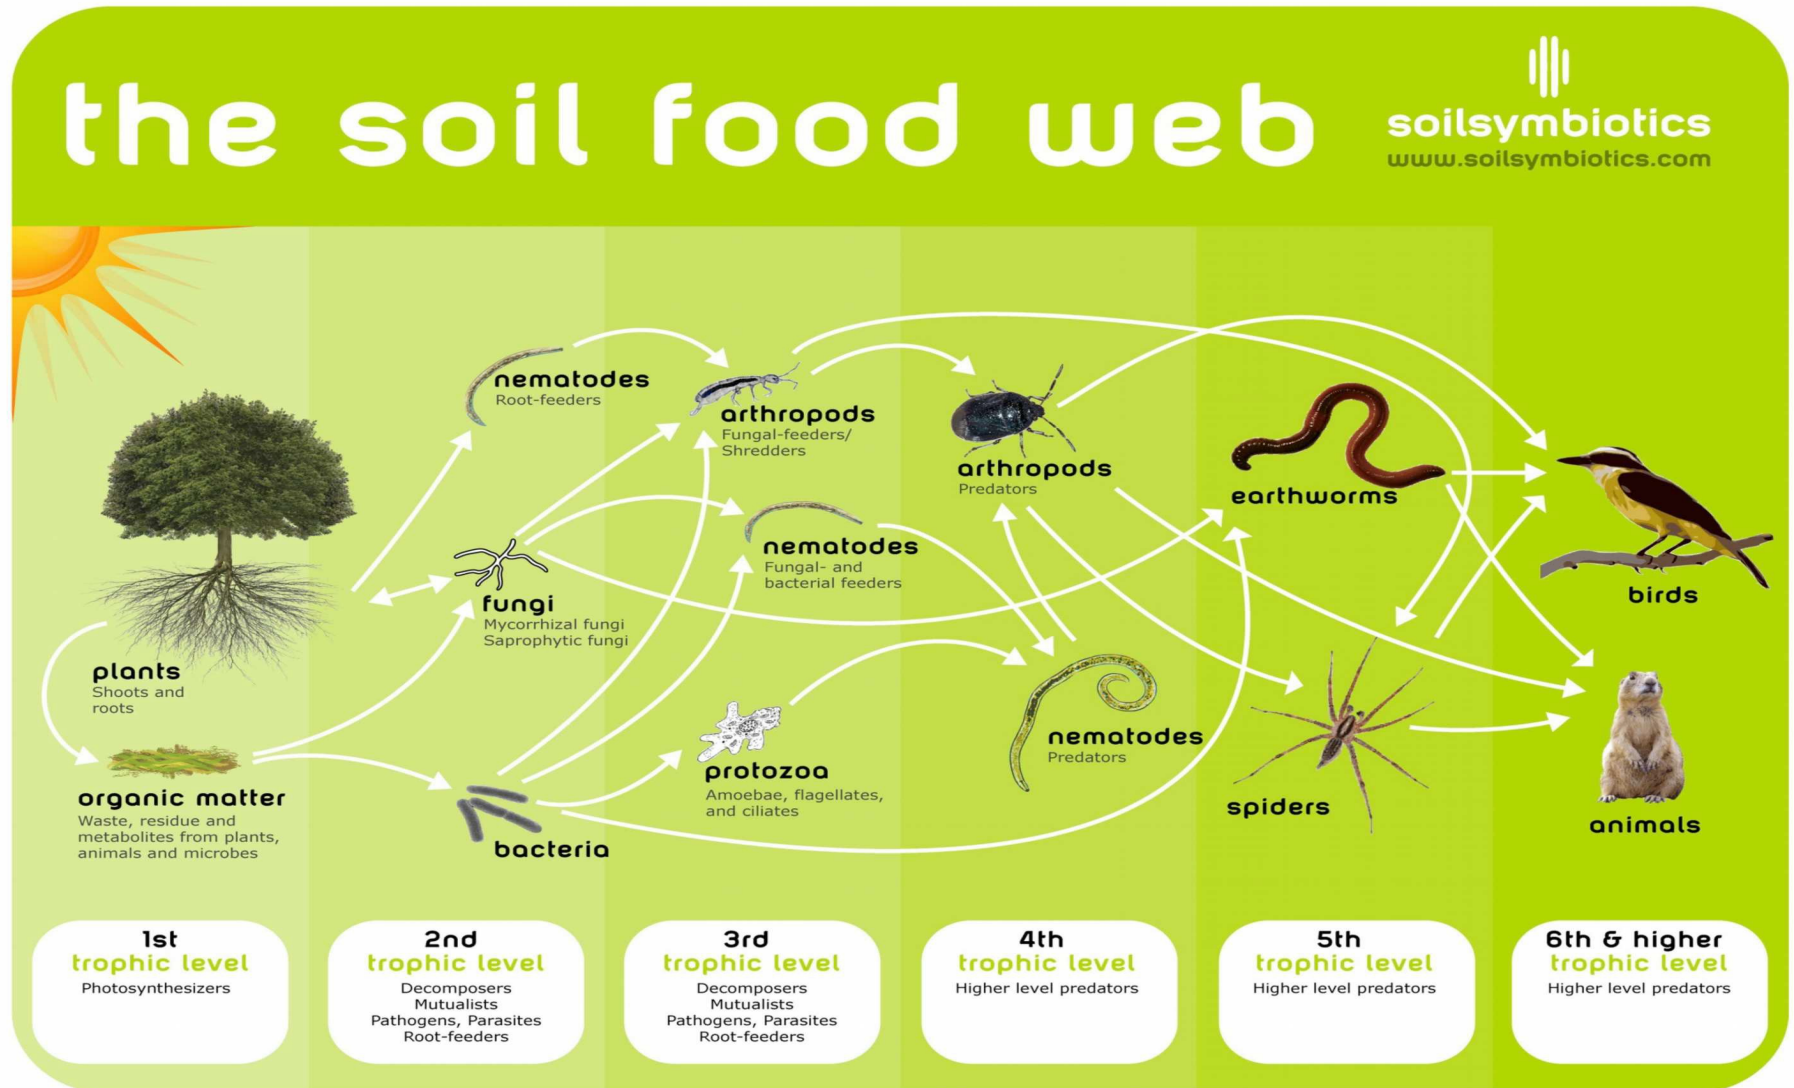 the soil food web
soilsymbiotics
www.soilsymbiotics.com
nematodes
Root-feeders
arthropods
Fungal-feeders/
Shredders
arthropods
Predators
earthworms
birds
nematodes
Fungal- and
bacterial feeders
fungi
Mycorrhizal fungi
Saprophytic fungi
plants
Shoots and
roots
organic matter
Waste, residue and
metabolites from plants,
animals and microbes
bacteria
protozoa
Amoebae, flagellates,
and ciliates
nematodes
Predators
spiders
animals
1st
trophic level
Photosynthesizers
2nd
trophic level
Decomposers
Mutualists
Pathogens, Parasites
Root-feeders
3rd
trophic level
Decomposers
Mutualists
Pathogens, Parasites
Root-feeders
4th
trophic level
Higher level predators
5th
trophic level
Higher level predators
6th & higher
trophic level
Higher level predators